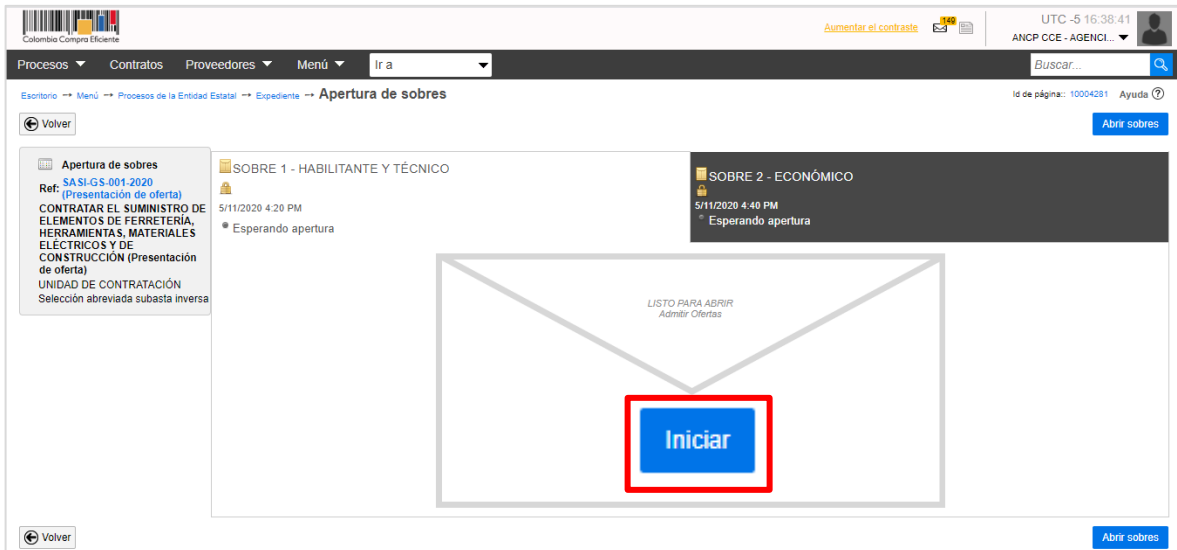 Colombia Compra Eficiente
Aumentar el contraste
149
UTC -5 16:38:41
ANCP CCE - AGENCI...
Procesos Contratos Proveedores Menú Ir a Buscar...
Escritorio → Menú → Procesos de la Entidad Estatal → Expediente → Apertura de sobres
Id de página:: 10004281 Ayuda ?
Volver
Abrir sobres
Apertura de sobres
Ref: SASI-GS-001-2020
(Presentación de oferta)
CONTRATAR EL SUMINISTRO DE
ELEMENTOS DE FERRETERÍA,
HERRAMIENTAS, MATERIALES
ELÉCTRICOS Y DE
CONSTRUCCIÓN (Presentación
de oferta)
UNIDAD DE CONTRATACIÓN
Selección abreviada subasta inversa
SOBRE 1 - HABILITANTE Y TÉCNICO
5/11/2020 4:20 PM
Esperando apertura
SOBRE 2 - ECONÓMICO
5/11/2020 4:40 PM
Esperando apertura
LISTO PARA ABRIR
Admitir Ofertas
Iniciar
Volver
Abrir sobres